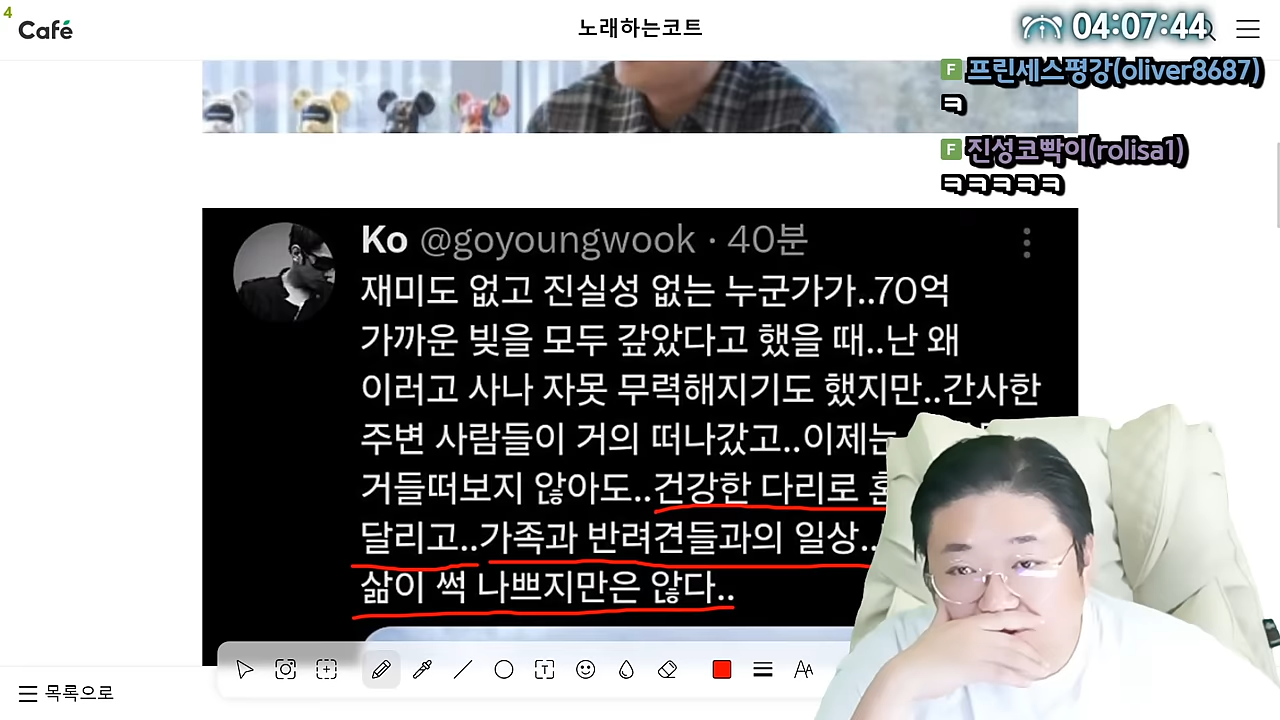 4
Café
노래하는코트
04:07:44
F 프린세스평강(oliver8687)
ㅋ
F 진성코빡이(rolisa1)
ㅋㅋㅋㅋㅋ
Ko @goyoungwook · 40분
재미도 없고 진실성 없는 누군가가..70억
가까운 빚을 모두 갚았다고 했을 때..난 왜
이러고 사나 자못 무력해지기도 했지만..간사한
주변 사람들이 거의 떠나갔고..이제는
거들떠보지 않아도..건강한 다리로
달리고..가족과 반려견들과의 일상..
삶이 썩 나쁘지만은 않다..
T
AA
목록으로